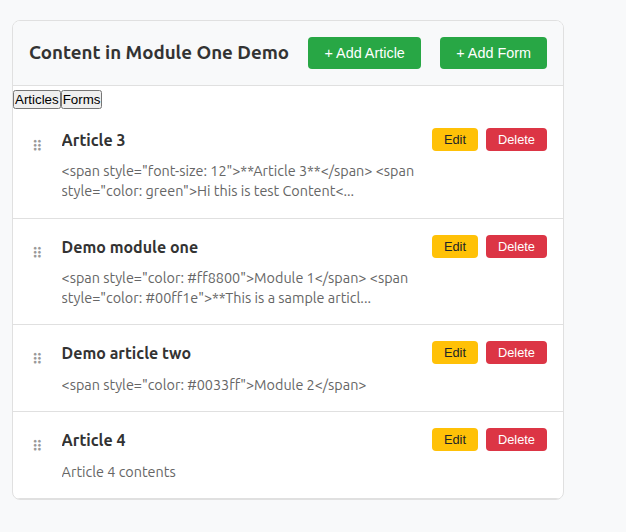 Content in Module One Demo + Add Article + Add Form
Articles Forms
Article 3 Edit Delete
<span style="font-size: 12">**Article 3**</span> <span
style="color: green">Hi this is test Content<...
Demo module one Edit Delete
<span style="color: #ff8800">Module 1</span> <span
style="color: #00ff1e">**This is a sample articl...
Demo article two Edit Delete
<span style="color: #0033ff">Module 2</span>
Article 4 Edit Delete
Article 4 contents